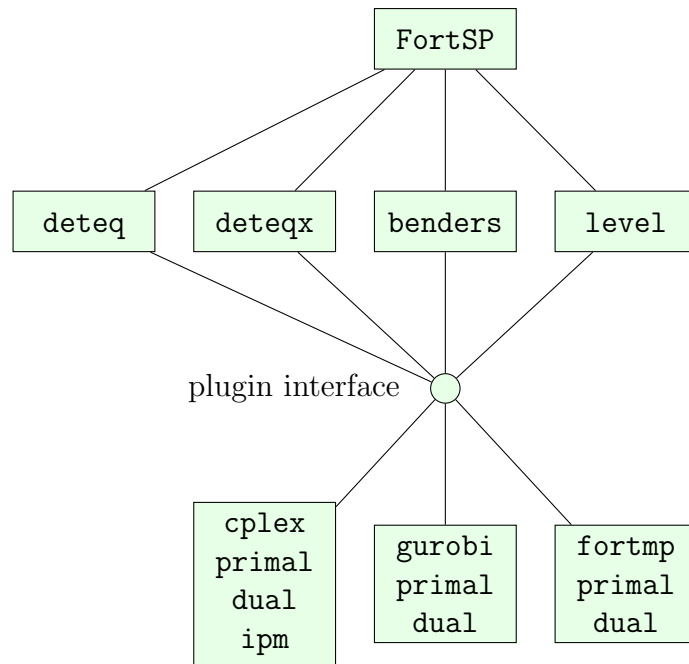 FortSP
deteq
deteqx
benders
level
plugin interface
cplex
primal
dual
ipm
gurobi
primal
dual
fortmp
primal
dual